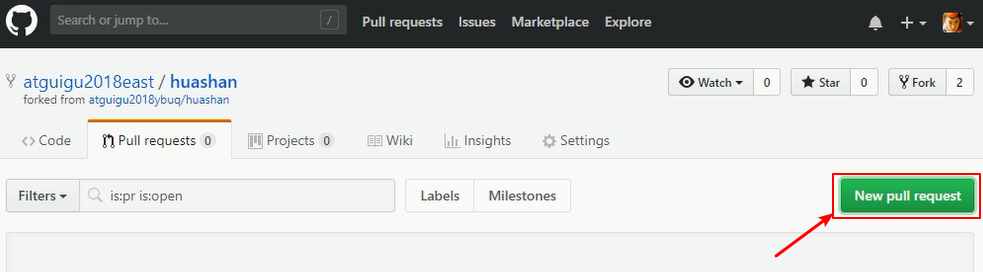 Search or jump to... / Pull requests Issues Marketplace Explore
atguigu2018east / huashan Watch 0 Star 0 Fork 2
forked from atguigu2018ybuq/huashan
Code Pull requests 0 Projects 0 Wiki Insights Settings
Filters is:pr is:open Labels Milestones New pull request